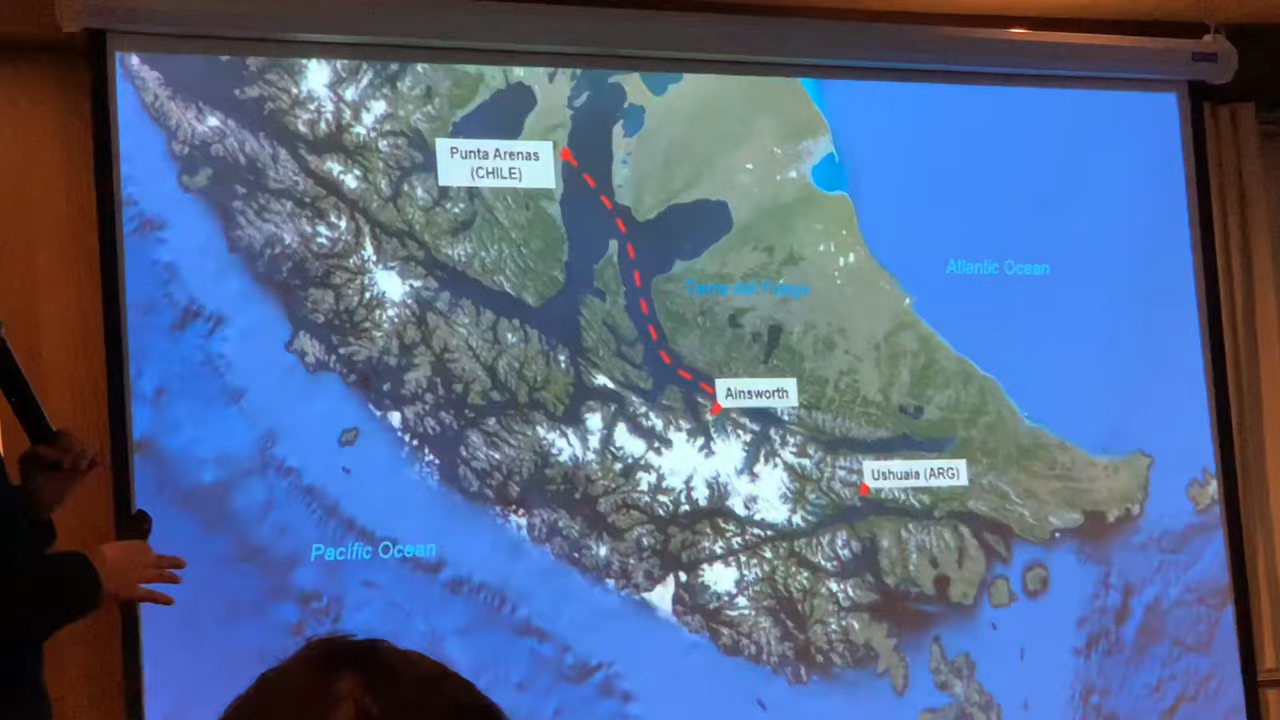 Punta Arenas
(CHILE)
Atlantic Ocean
Tierra del Fuego
Ainsworth
Ushuaia (ARG)
Pacific Ocean